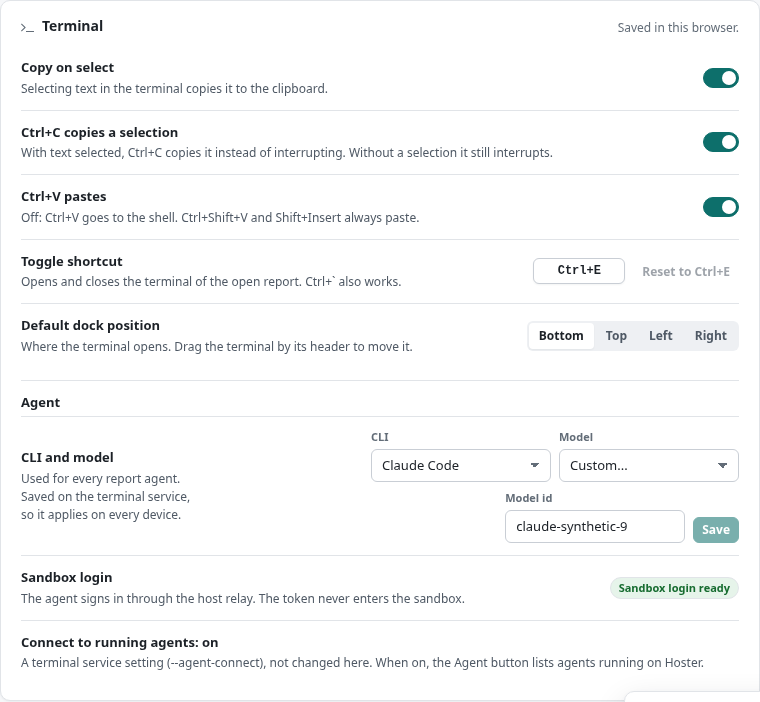 Terminal
Saved in this browser.
Copy on select
Selecting text in the terminal copies it to the clipboard.
Ctrl+C copies a selection
With text selected, Ctrl+C copies it instead of interrupting. Without a selection it still interrupts.
Ctrl+V pastes
Off: Ctrl+V goes to the shell. Ctrl+Shift+V and Shift+Insert always paste.
Toggle shortcut
Opens and closes the terminal of the open report. Ctrl+` also works.
Ctrl+E
Reset to Ctrl+E
Default dock position
Where the terminal opens. Drag the terminal by its header to move it.
Bottom Top Left Right
Agent
CLI and model
Used for every report agent.
Saved on the terminal service,
so it applies on every device.
CLI
Claude Code
Model
Custom...
Model id
claude-synthetic-9
Save
Sandbox login
The agent signs in through the host relay. The token never enters the sandbox.
Sandbox login ready
Connect to running agents: on
A terminal service setting (--agent-connect), not changed here. When on, the Agent button lists agents running on Hoster.